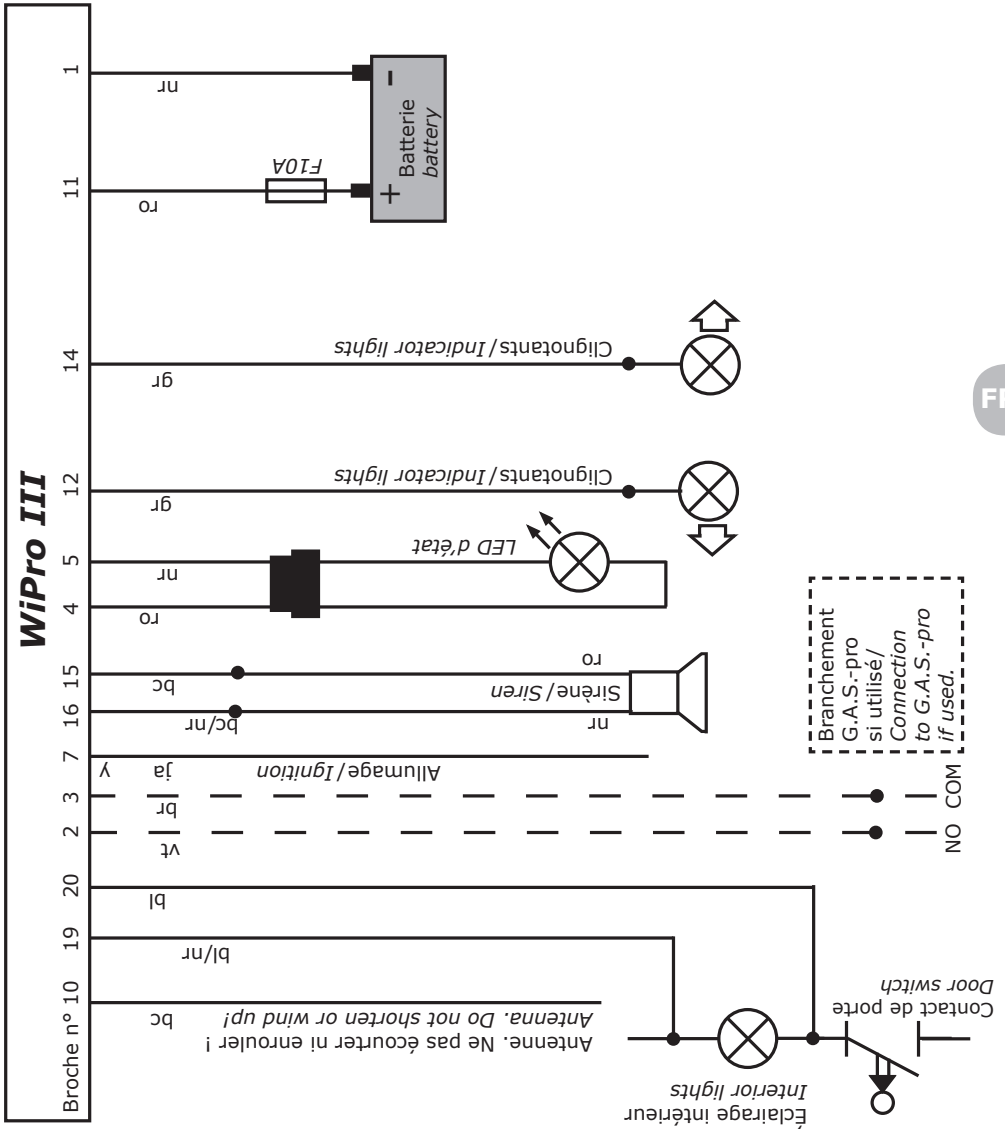 WiPro III
Broche n° 10 19 20 2 3 7 16 15 4 5 12 14 11 1
nr
Batterie
battery
-
+
F10A
ro
Clignotants/Indicator lights
gr
Clignotants/Indicator lights
gr
LED d'état
nr
ro
ro
bc
Sirène/Siren
bc/nr
nr
Allumage/Ignition
ja
y
br
COM
vt
NO
Branchement
G.A.S.-pro
si utilisé/
Connection
to G.A.S.-pro
if used.
bl
bl/nr
bc
Antenne. Ne pas écourter ni enrouler !
Antenna. Do not shorten or wind up!
Contact de porte
Door switch
Éclairage intérieur
Interior lights